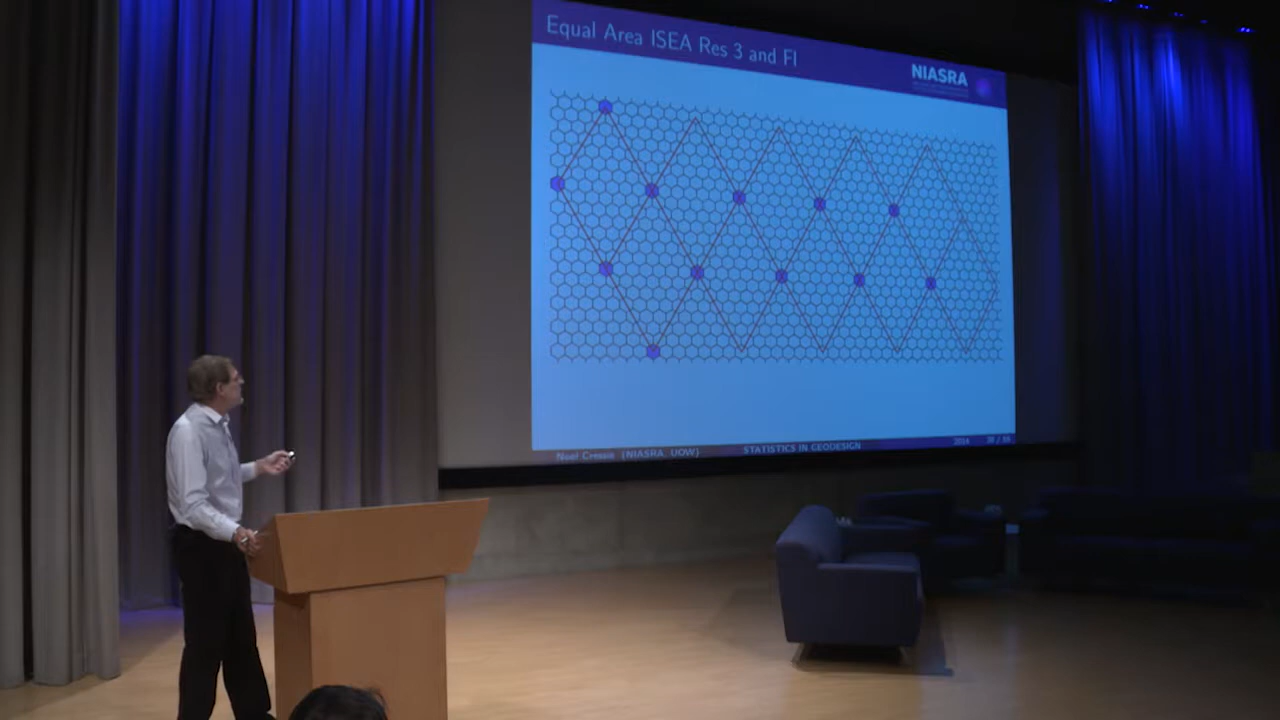 Equal Area ISEA Res 3 and FI
NIASRA
Noel Cressie (NIASRA, UOW)
STATISTICS IN GEODESIGN
2014